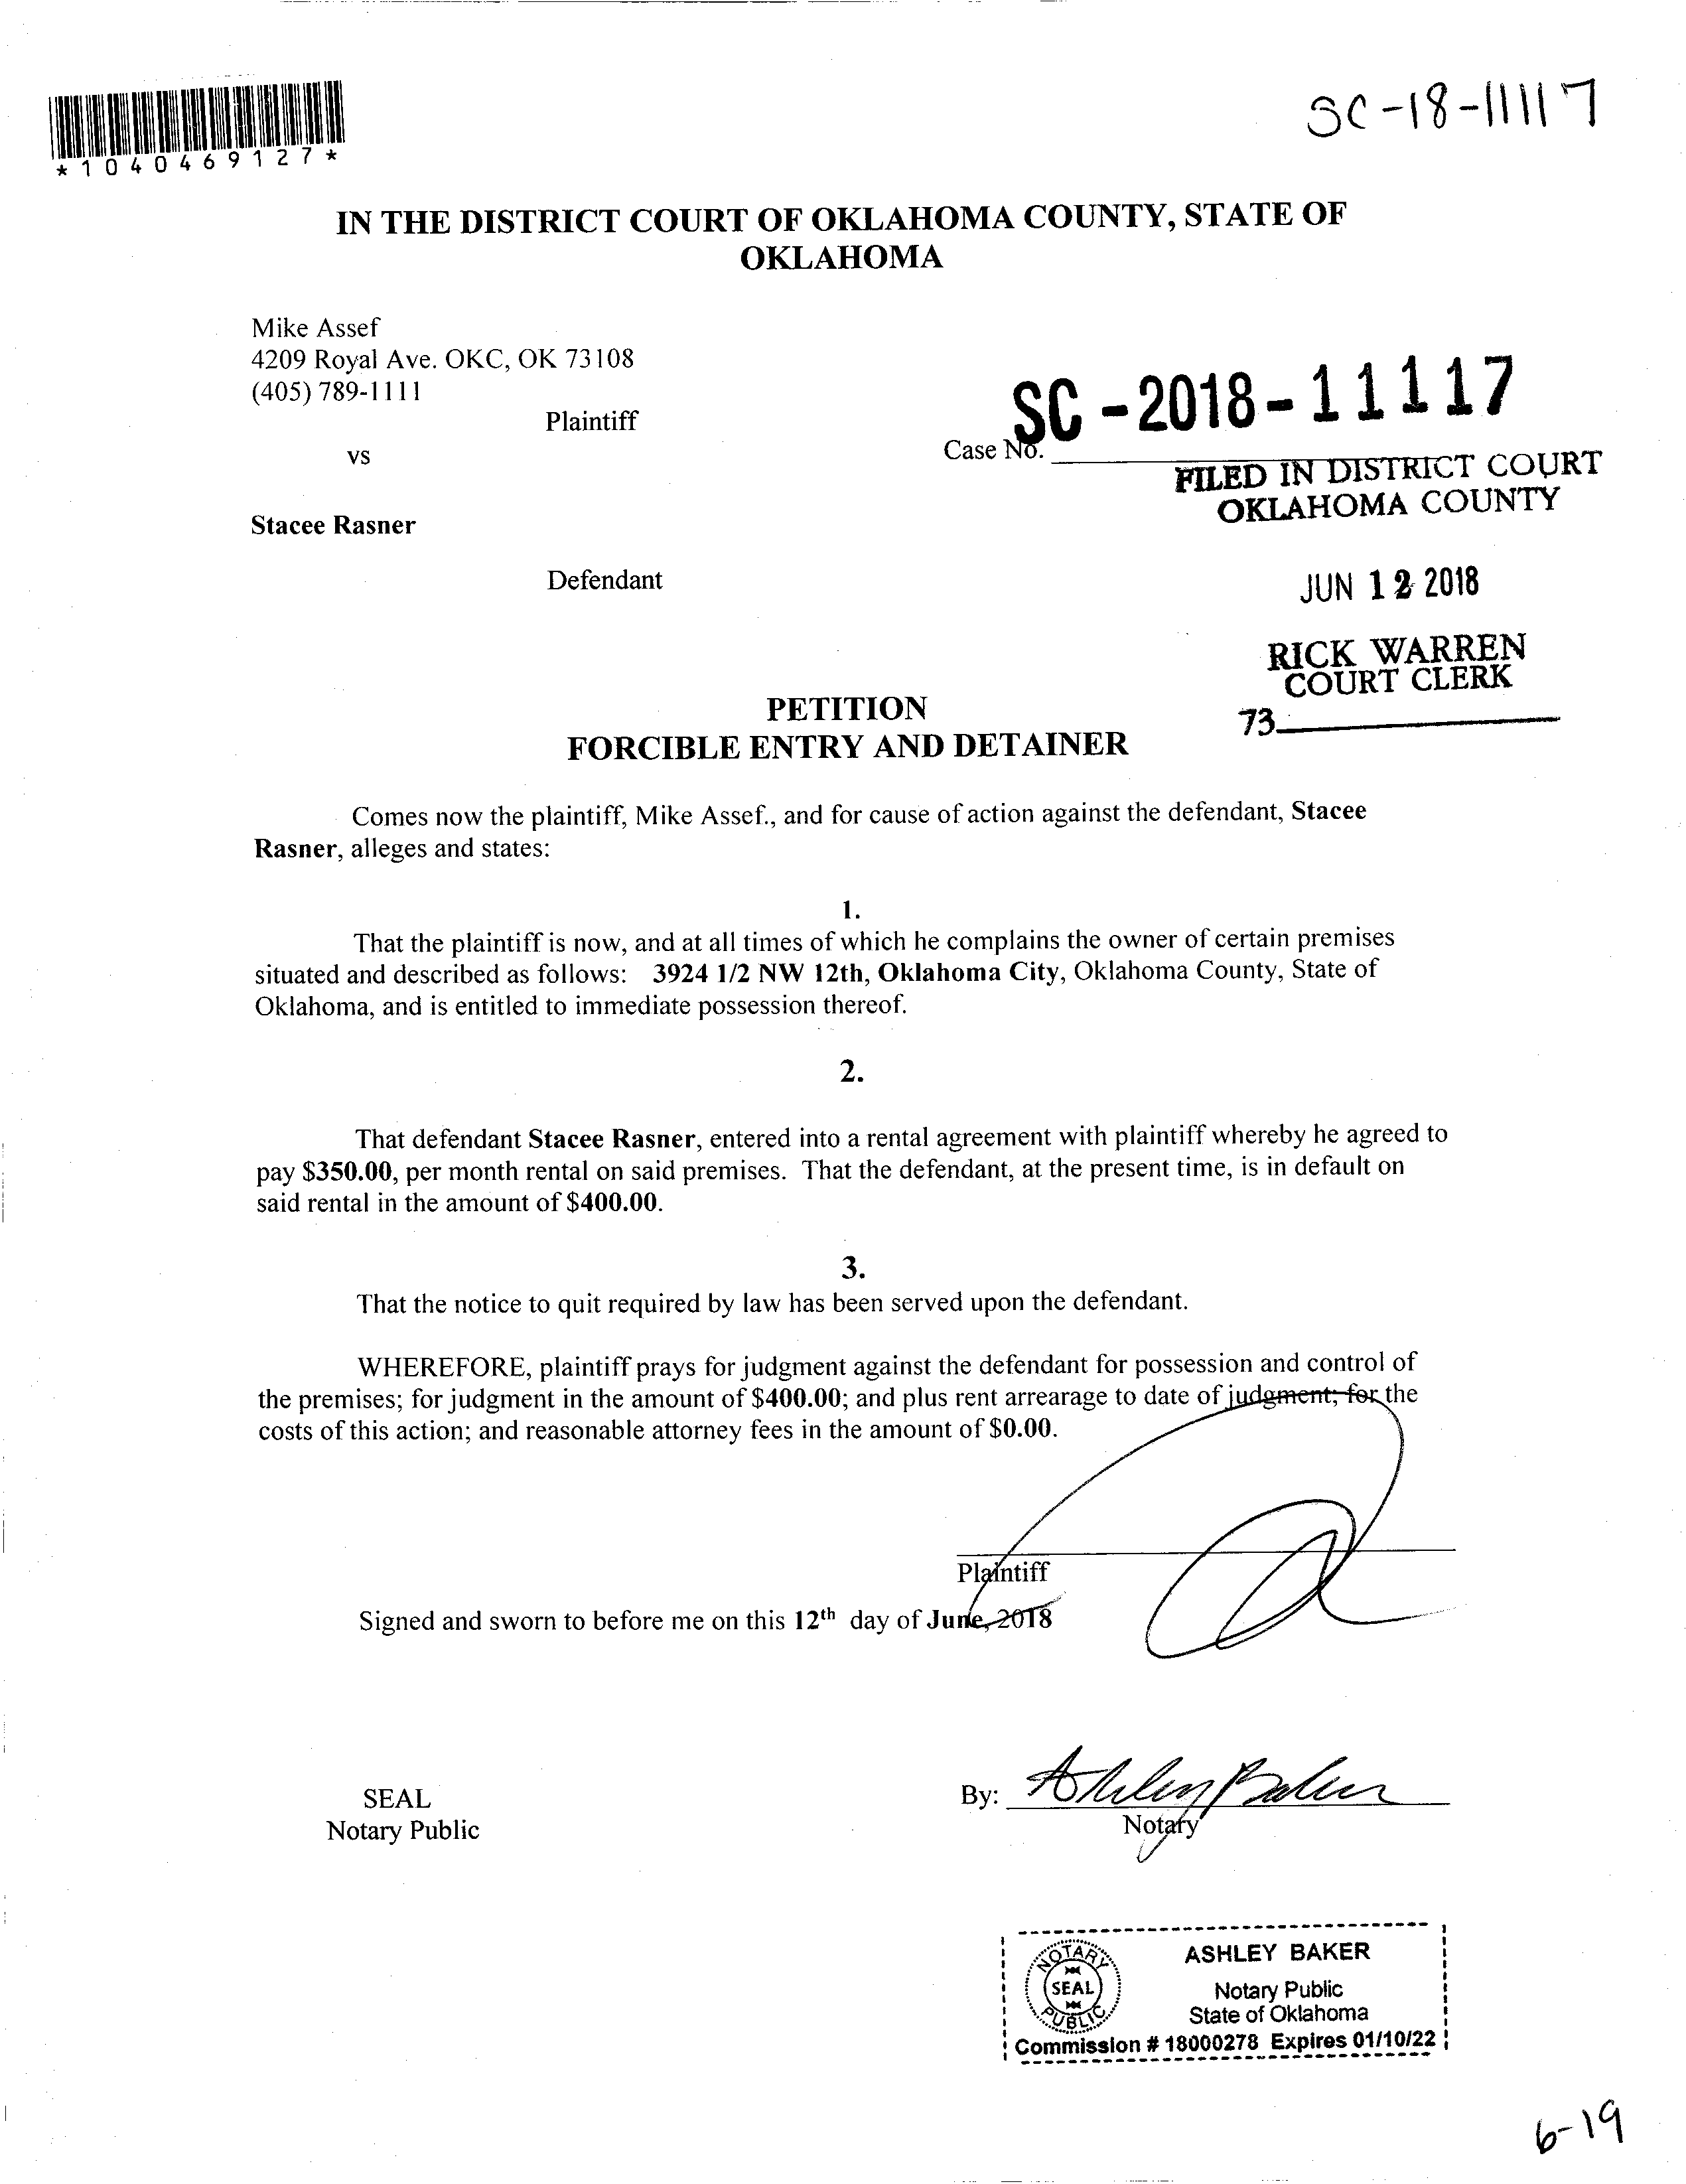 SC-18-11117
*1040469127*
IN THE DISTRICT COURT OF OKLAHOMA COUNTY, STATE OF
OKLAHOMA
Mike Assef
4209 Royal Ave. OKC, OK 73108
(405) 789-1111
Plaintiff
vs
Case No. SC-2018-11117
FILED IN DISTRICT COURT
OKLAHOMA COUNTY
Stacee Rasner
Defendant
JUN 12 2018
RICK WARREN
COURT CLERK
73
PETITION
FORCIBLE ENTRY AND DETAINER
Comes now the plaintiff, Mike Assef., and for cause of action against the defendant, Stacee
Rasner, alleges and states:
1.
That the plaintiff is now, and at all times of which he complains the owner of certain premises
situated and described as follows: 3924 1/2 NW 12th, Oklahoma City, Oklahoma County, State of
Oklahoma, and is entitled to immediate possession thereof.
2.
That defendant Stacee Rasner, entered into a rental agreement with plaintiff whereby he agreed to
pay $350.00, per month rental on said premises. That the defendant, at the present time, is in default on
said rental in the amount of $400.00.
3.
That the notice to quit required by law has been served upon the defendant.
WHEREFORE, plaintiff prays for judgment against the defendant for possession and control of
the premises; for judgment in the amount of $400.00; and plus rent arrearage to date of judgment; for the
costs of this action; and reasonable attorney fees in the amount of $0.00.
Plaintiff
Signed and sworn to before me on this 12th day of June, 2018
SEAL
Notary Public
By: Ashley Baker
Notary
NOTARY
SEAL
PUBLIC
ASHLEY BAKER
Notary Public
State of Oklahoma
Commission # 18000278 Expires 01/10/22
6-19